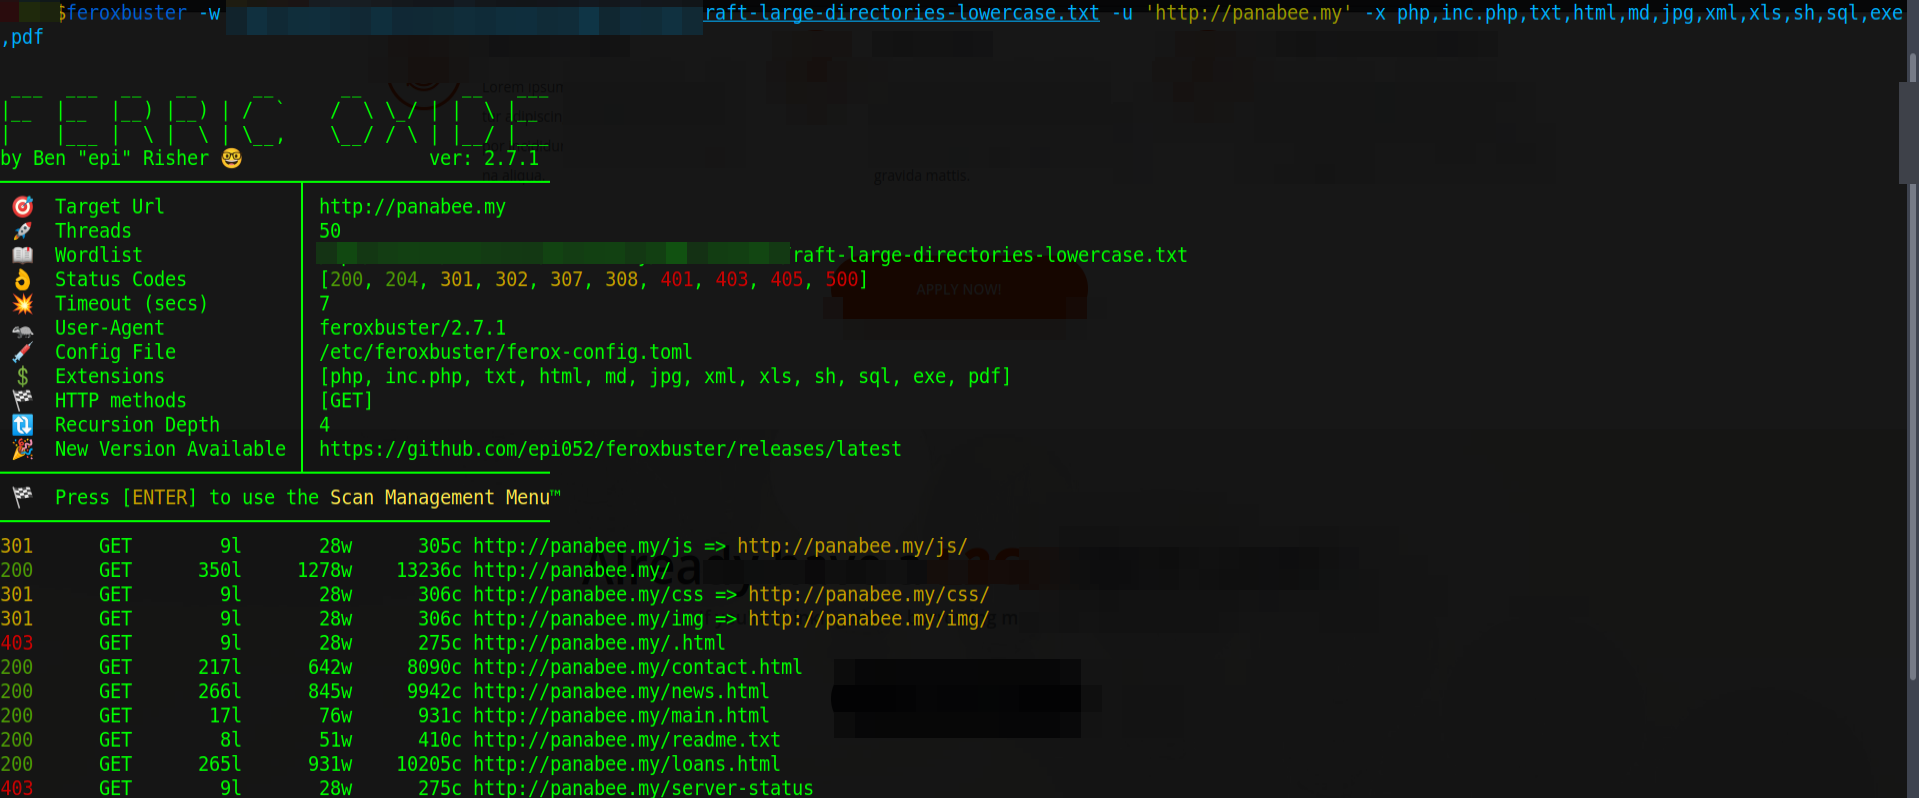 $feroxbuster -w raft-large-directories-lowercase.txt -u 'http://panabee.my' -x php,inc.php,txt,html,md,jpg,xml,xls,sh,sql,exe
,pdf
FERRIC OXIDE
by Ben "epi" Risher 🤓 ver: 2.7.1
🎯 Target Url http://panabee.my
🚀 Threads 50
📖 Wordlist raft-large-directories-lowercase.txt
👌 Status Codes [200, 204, 301, 302, 307, 308, 401, 403, 405, 500]
💥 Timeout (secs) 7
🦡 User-Agent feroxbuster/2.7.1
💉 Config File /etc/feroxbuster/ferox-config.toml
💲 Extensions [php, inc.php, txt, html, md, jpg, xml, xls, sh, sql, exe, pdf]
🏁 HTTP methods [GET]
🔃 Recursion Depth 4
🎉 New Version Available https://github.com/epi052/feroxbuster/releases/latest
🏁 Press [ENTER] to use the Scan Management Menu™
301 GET 9l 28w 305c http://panabee.my/js => http://panabee.my/js/
200 GET 350l 1278w 13236c http://panabee.my/
301 GET 9l 28w 306c http://panabee.my/css => http://panabee.my/css/
301 GET 9l 28w 306c http://panabee.my/img => http://panabee.my/img/
403 GET 9l 28w 275c http://panabee.my/.html
200 GET 217l 642w 8090c http://panabee.my/contact.html
200 GET 266l 845w 9942c http://panabee.my/news.html
200 GET 17l 76w 931c http://panabee.my/main.html
200 GET 8l 51w 410c http://panabee.my/readme.txt
200 GET 265l 931w 10205c http://panabee.my/loans.html
403 GET 9l 28w 275c http://panabee.my/server-status
Lorem ipsum
gravida mattis.
APPLY NOW!
Already